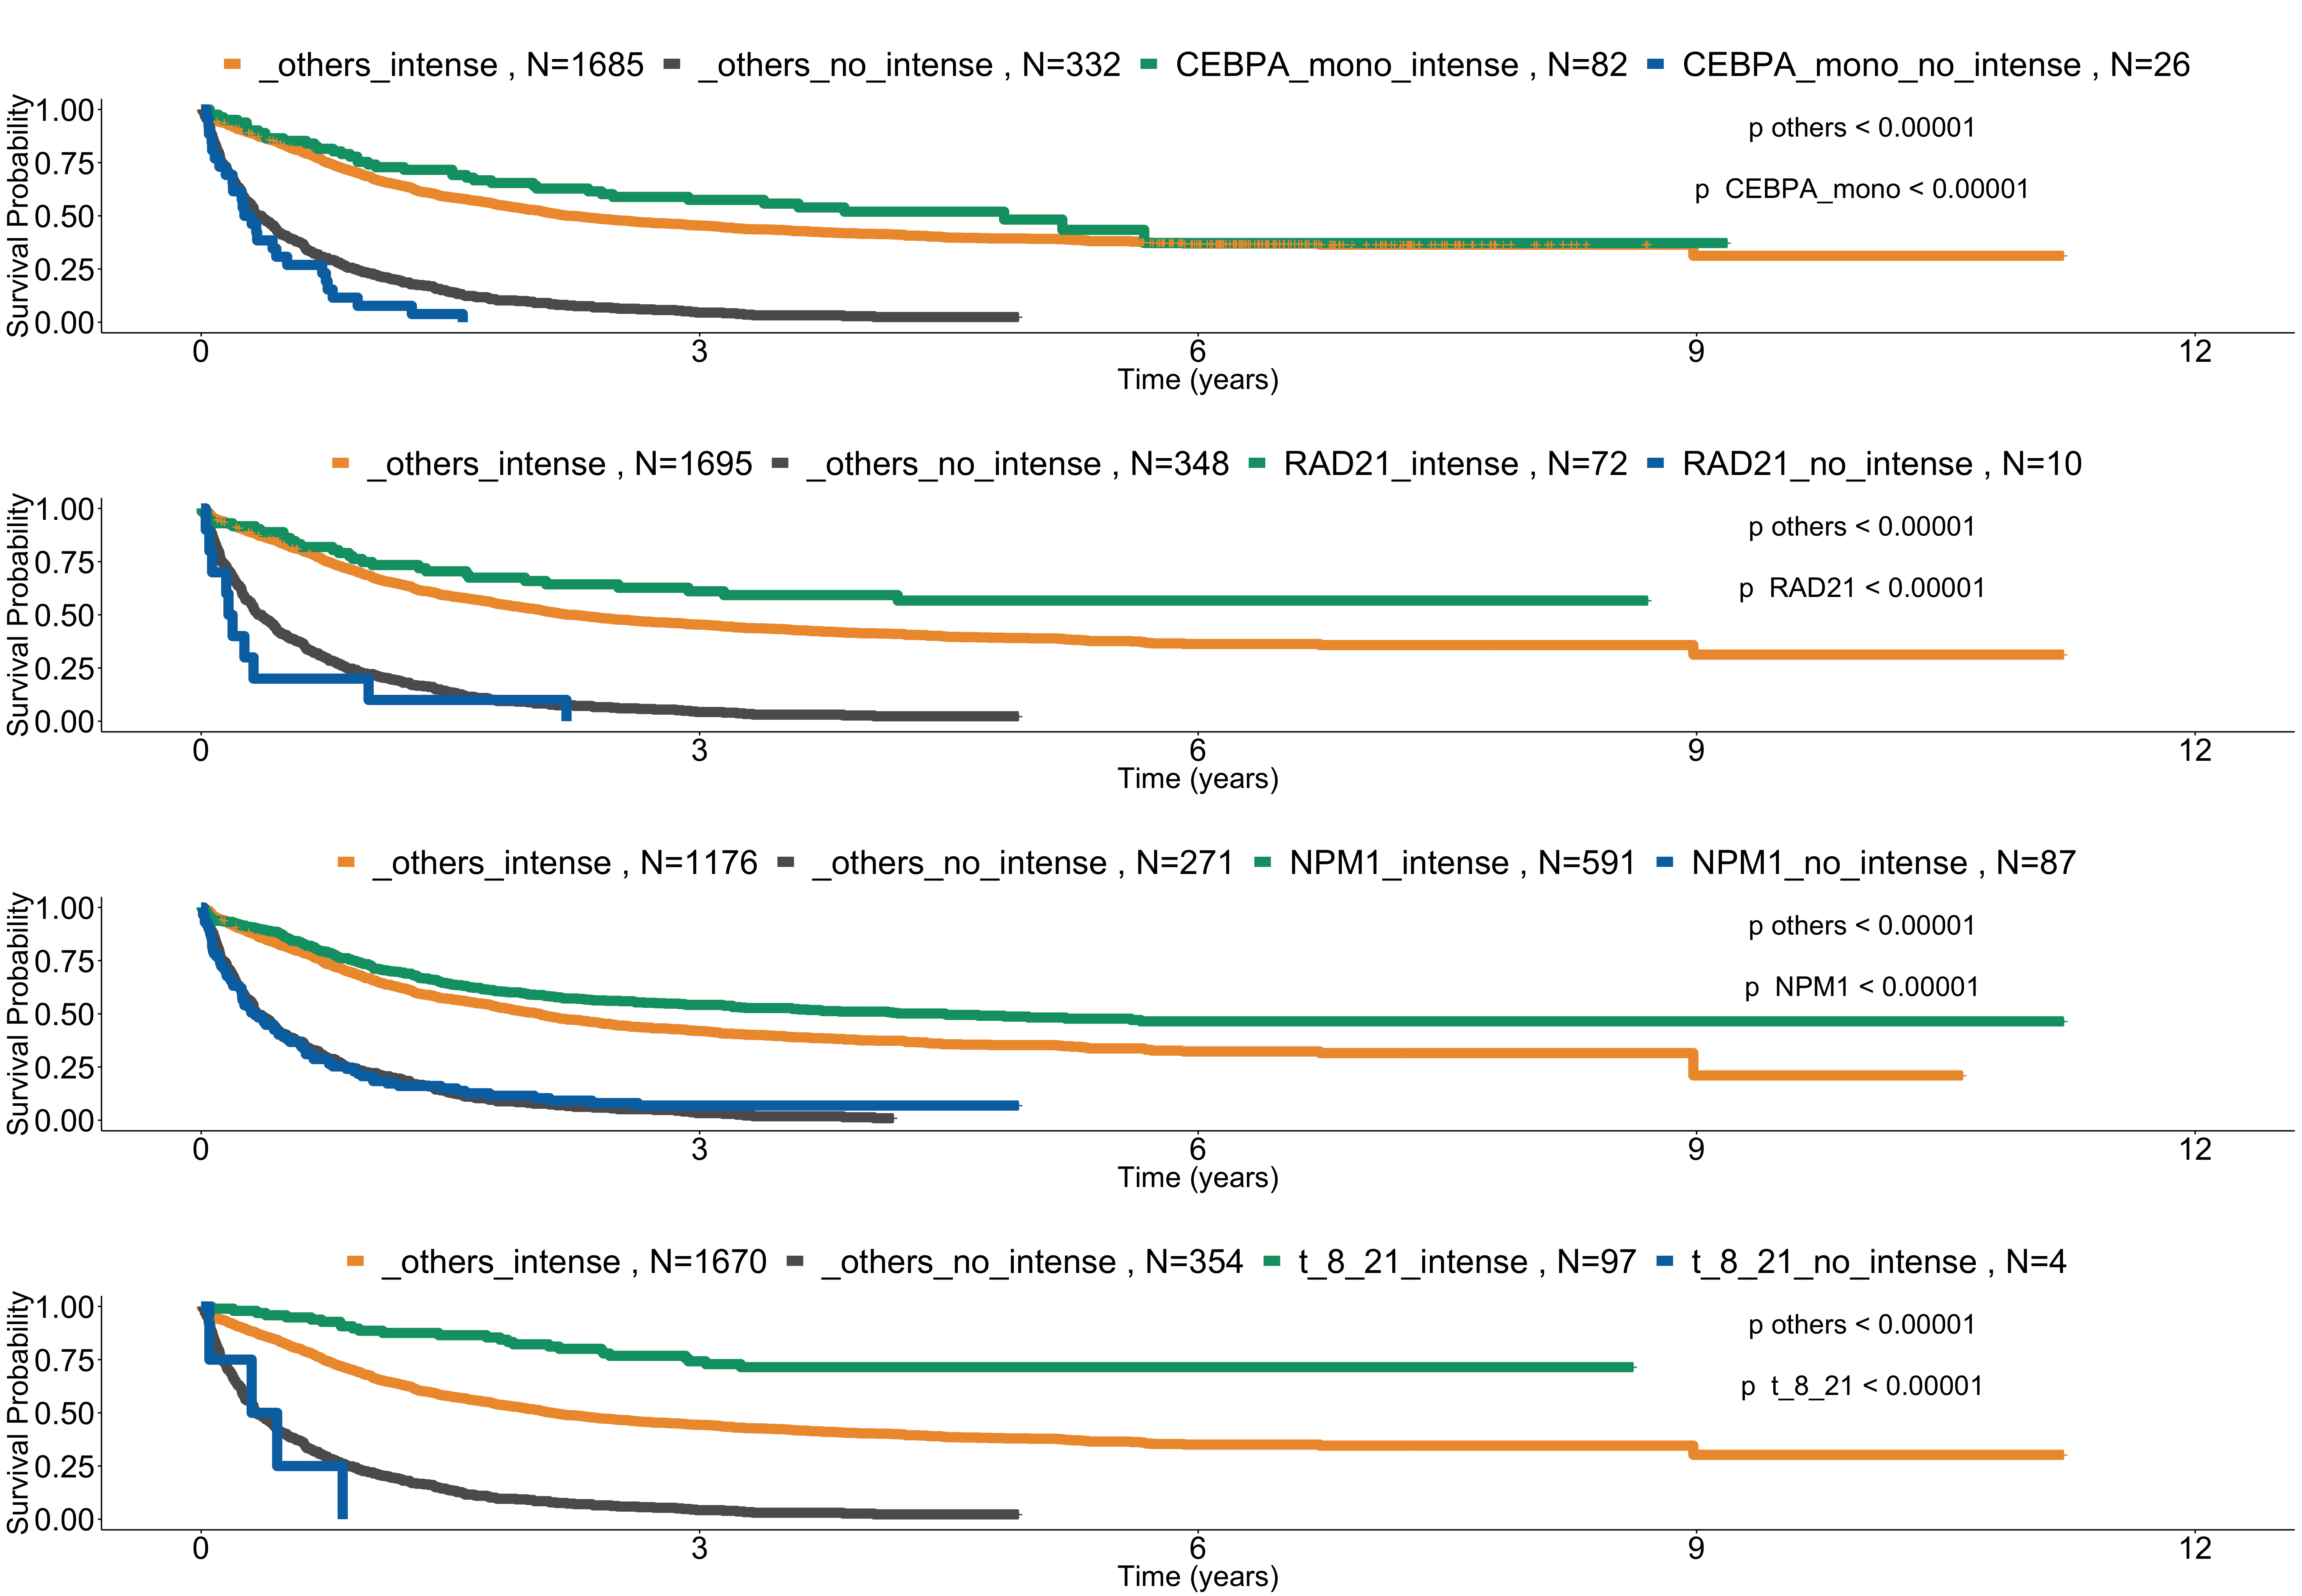 _others_intense , N=1685 _others_no_intense , N=332 CEBPA_mono_intense , N=82 CEBPA_mono_no_intense , N=26
Survival Probability
1.00
0.75
0.50
0.25
0.00
p others < 0.00001
p CEBPA_mono < 0.00001
0 3 6 9 12
Time (years)
_others_intense , N=1695 _others_no_intense , N=348 RAD21_intense , N=72 RAD21_no_intense , N=10
Survival Probability
1.00
0.75
0.50
0.25
0.00
p others < 0.00001
p RAD21 < 0.00001
0 3 6 9 12
Time (years)
_others_intense , N=1176 _others_no_intense , N=271 NPM1_intense , N=591 NPM1_no_intense , N=87
Survival Probability
1.00
0.75
0.50
0.25
0.00
p others < 0.00001
p NPM1 < 0.00001
0 3 6 9 12
Time (years)
_others_intense , N=1670 _others_no_intense , N=354 t_8_21_intense , N=97 t_8_21_no_intense , N=4
Survival Probability
1.00
0.75
0.50
0.25
0.00
p others < 0.00001
p t_8_21 < 0.00001
0 3 6 9 12
Time (years)